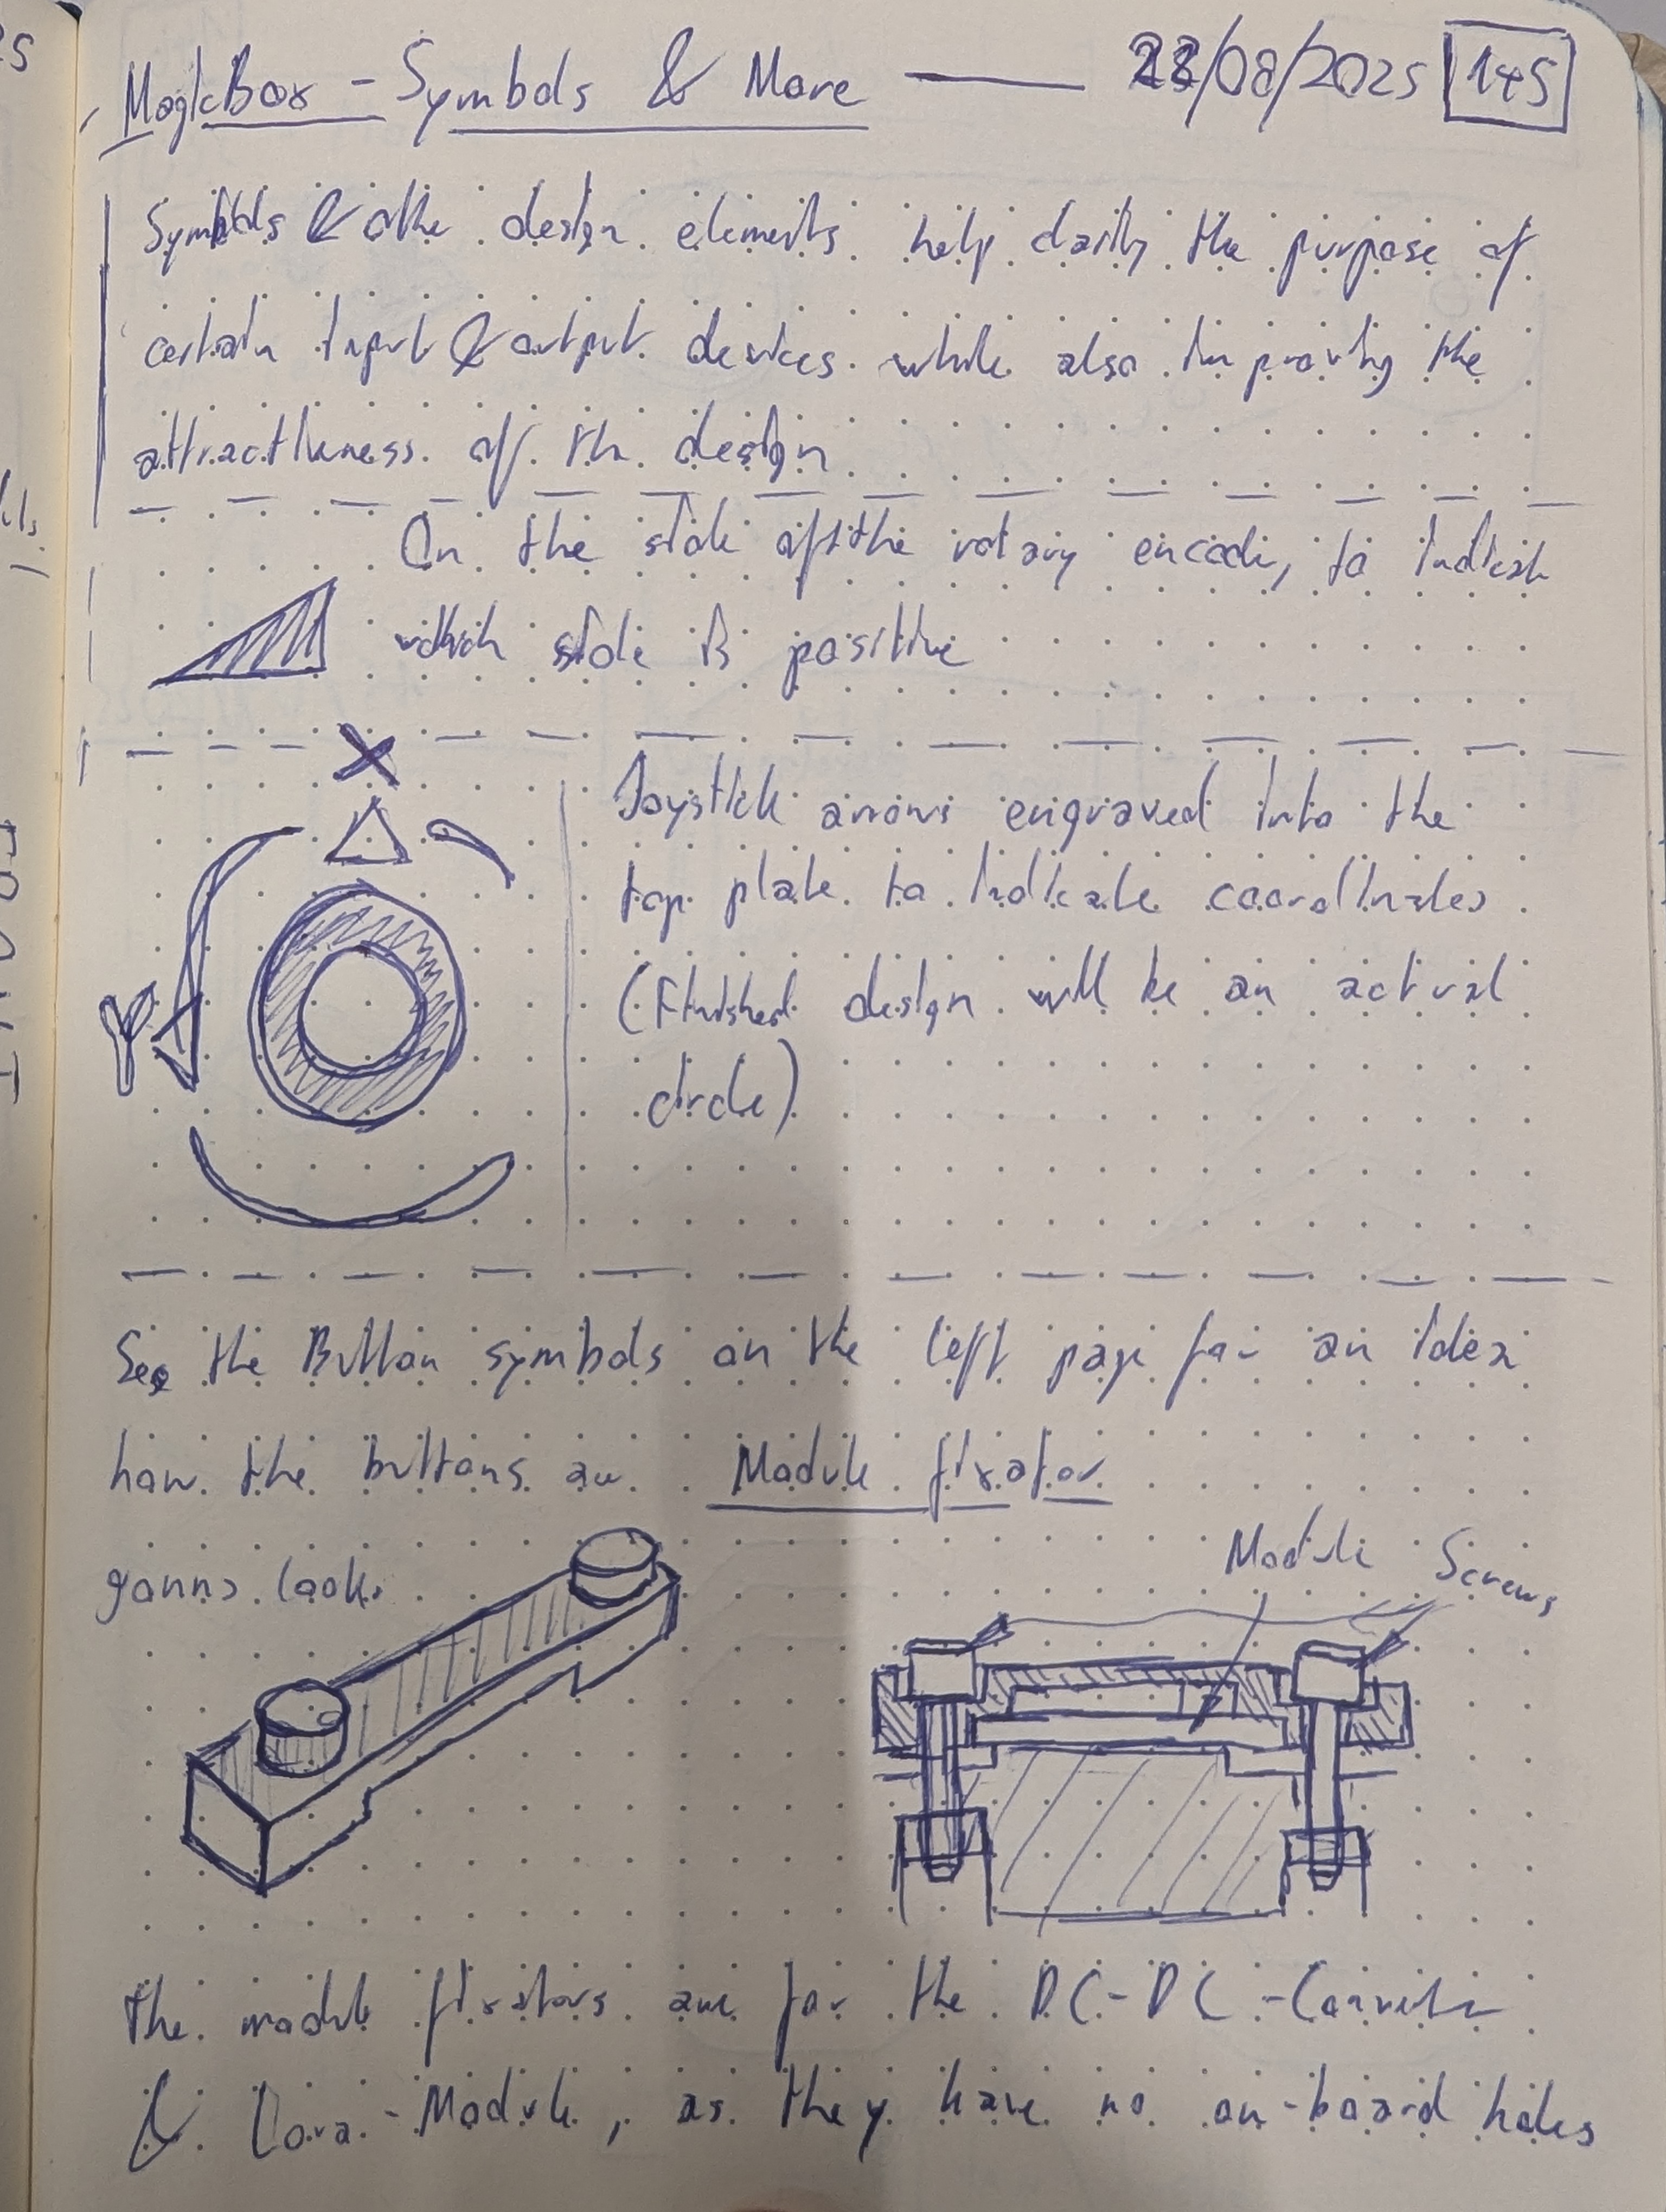 MagicBox - Symbols & More 23/08/2025 145
Symbols & othe design elements help clarify the purpose of
certain input & output devices while also improving the
attractiveness of th design
On the side of the rotary encoder, to indicate
which side is positive
X
Y
Joystick arrows engraved into the
top plate to indicate coordinates
(Finished design will be an actual
circle)
See the Button symbols on the left page for an idea
how the buttons are
gonna look.
Module fixator
Module Screws
The module fixators are for the DC-DC-Converter
& Lora-Module, as they have no on-board holes